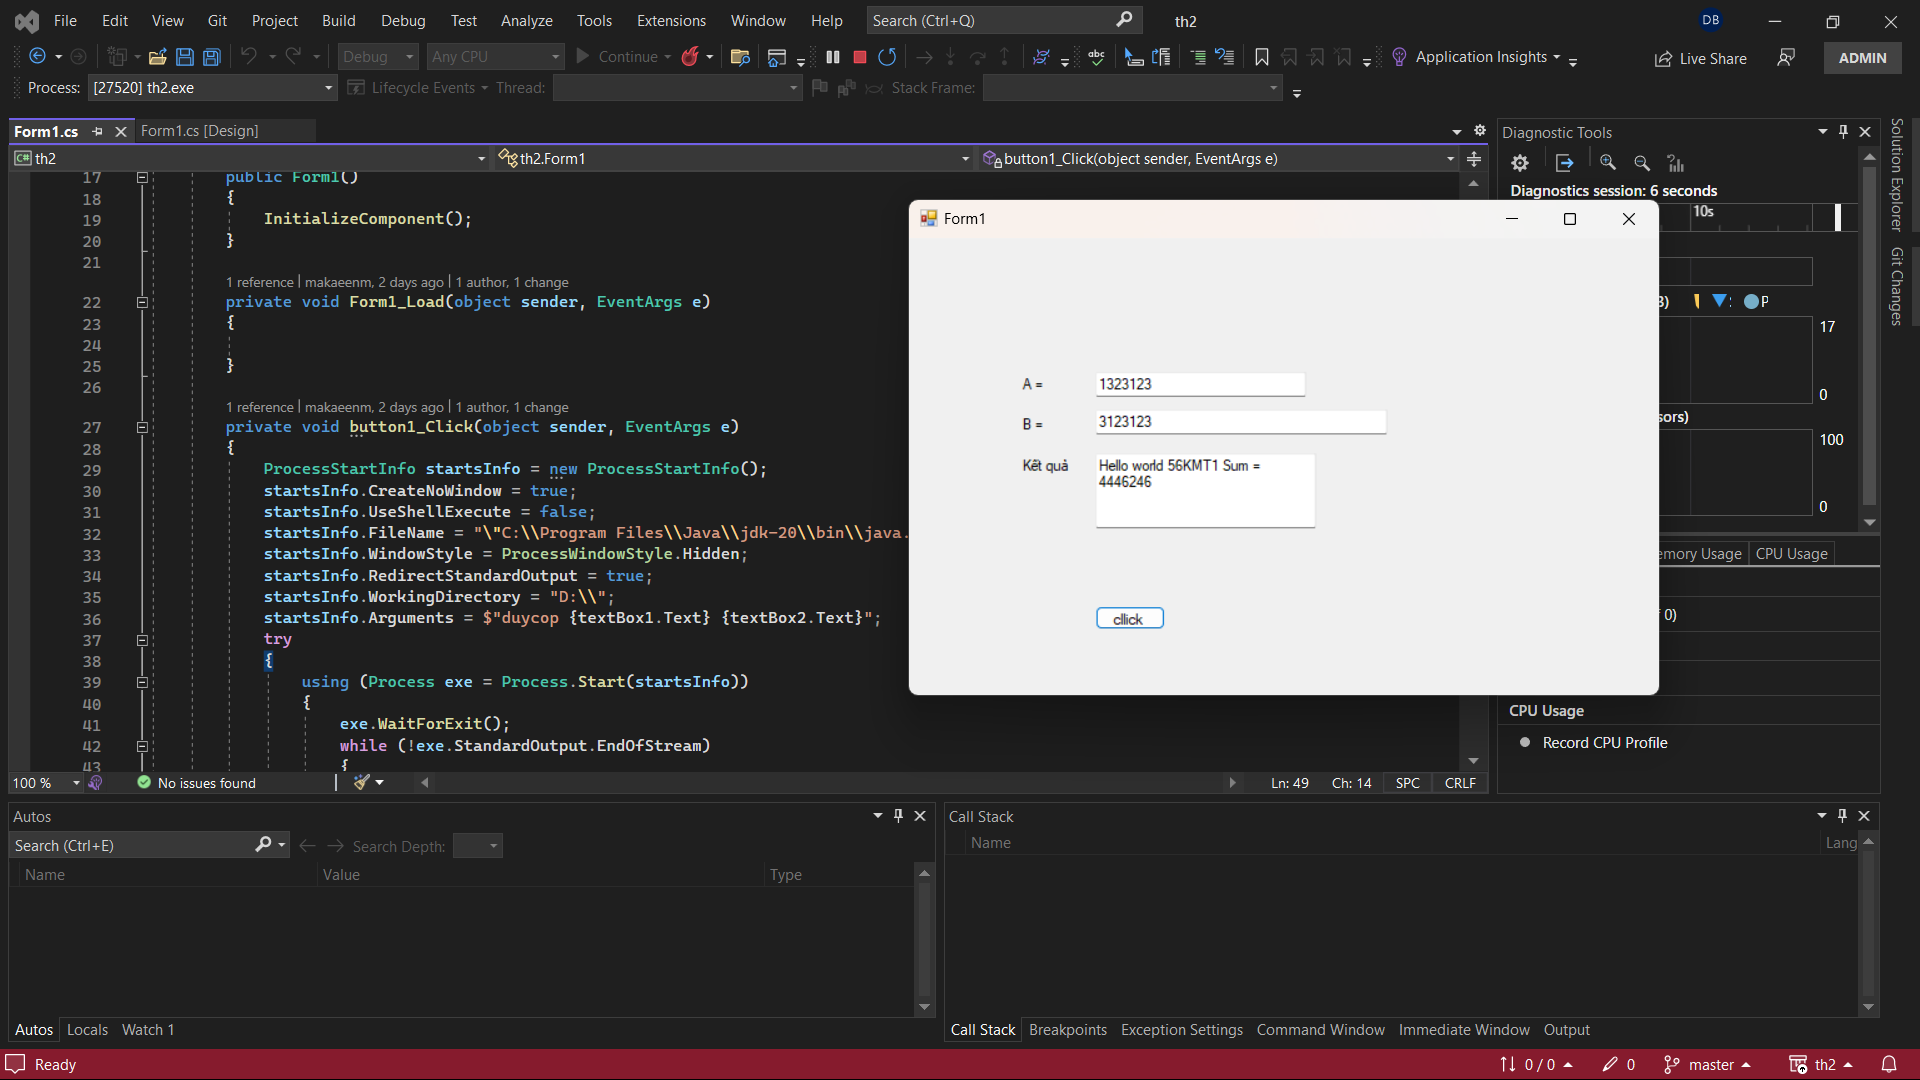 File Edit View Git Project Build Debug Test Analyze Tools Extensions Window Help Search (Ctrl+Q) th2 DB
Debug Any CPU Continue Application Insights Live Share ADMIN
Process: [27520] th2.exe Lifecycle Events Thread: Stack Frame:
Form1.cs Form1.cs [Design]
C# th2 th2.Form1 button1_Click(object sender, EventArgs e)
17 public Form1()
18 {
19 InitializeComponent();
20 }
21
1 reference | makaeenm, 2 days ago | 1 author, 1 change
22 private void Form1_Load(object sender, EventArgs e)
23 {
24
25 }
26
1 reference | makaeenm, 2 days ago | 1 author, 1 change
27 private void button1_Click(object sender, EventArgs e)
28 {
29 ProcessStartInfo startsInfo = new ProcessStartInfo();
30 startsInfo.CreateNoWindow = true;
31 startsInfo.UseShellExecute = false;
32 startsInfo.FileName = "\"C:\\Program Files\\Java\\jdk-20\\bin\\java.
33 startsInfo.WindowStyle = ProcessWindowStyle.Hidden;
34 startsInfo.RedirectStandardOutput = true;
35 startsInfo.WorkingDirectory = "D:\\";
36 startsInfo.Arguments = $"duycop {textBox1.Text} {textBox2.Text}";
37 try
38 {
39 using (Process exe = Process.Start(startsInfo))
40 {
41 exe.WaitForExit();
42 while (!exe.StandardOutput.EndOfStream)
43 {
100 % No issues found Ln: 49 Ch: 14 SPC CRLF
Form1
A = 1323123
B = 3123123
Kết quả Hello world 56KMT1 Sum =
4446246
cllick
Diagnostic Tools
Diagnostics session: 6 seconds
10s
3) : P
17
0
sors)
100
0
emory Usage CPU Usage
0)
CPU Usage
Record CPU Profile
Solution Explorer
Git Changes
Autos
Search (Ctrl+E) Search Depth:
Name Value Type
Autos Locals Watch 1
Call Stack
Name Lang
Call Stack Breakpoints Exception Settings Command Window Immediate Window Output
Ready 0 / 0 0 master th2